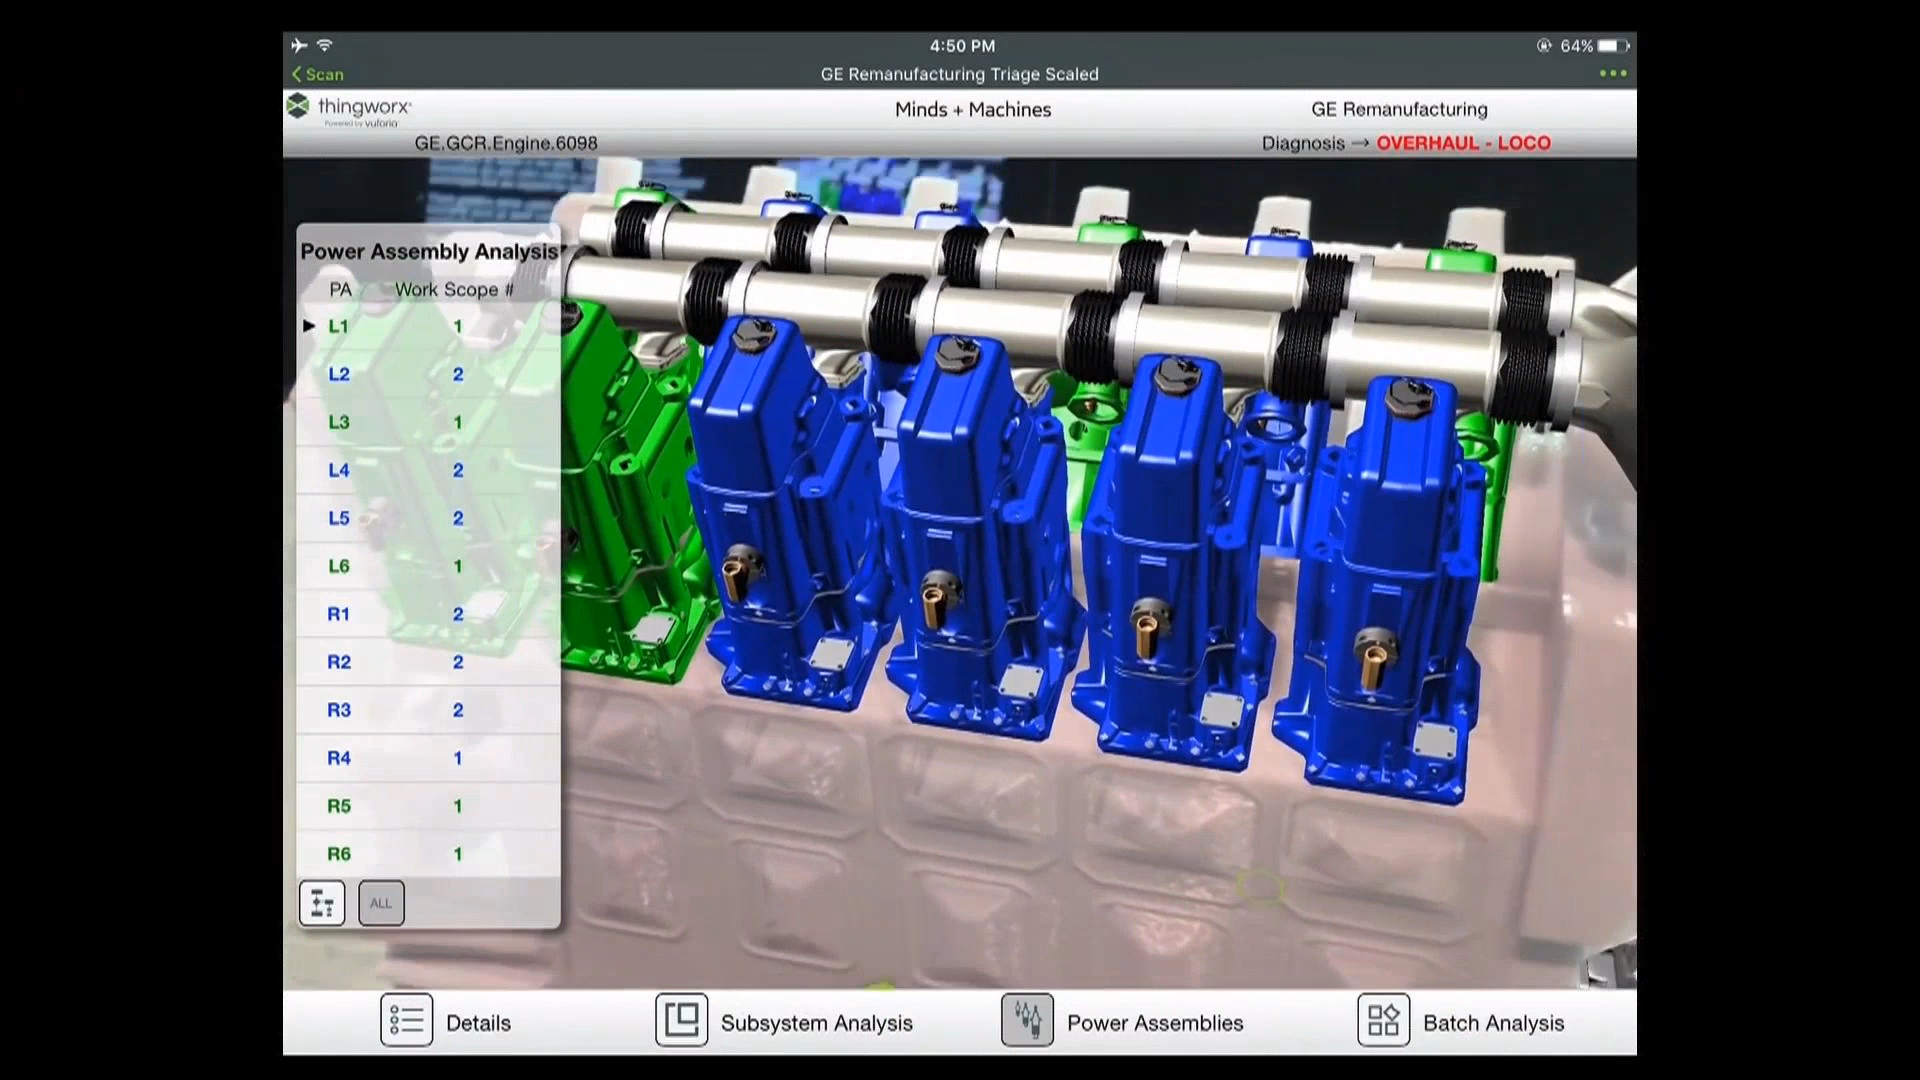 4:50 PM
64%
Scan
GE Remanufacturing Triage Scaled
thingworx
Powered by vuforia
Minds + Machines
GE Remanufacturing
GE.GCR.Engine.6098
Diagnosis → OVERHAUL - LOCO
Power Assembly Analysis
PA Work Scope #
L1 1
L2 2
L3 1
L4 2
L5 2
L6 1
R1 2
R2 2
R3 2
R4 1
R5 1
R6 1
ALL
Details
Subsystem Analysis
Power Assemblies
Batch Analysis